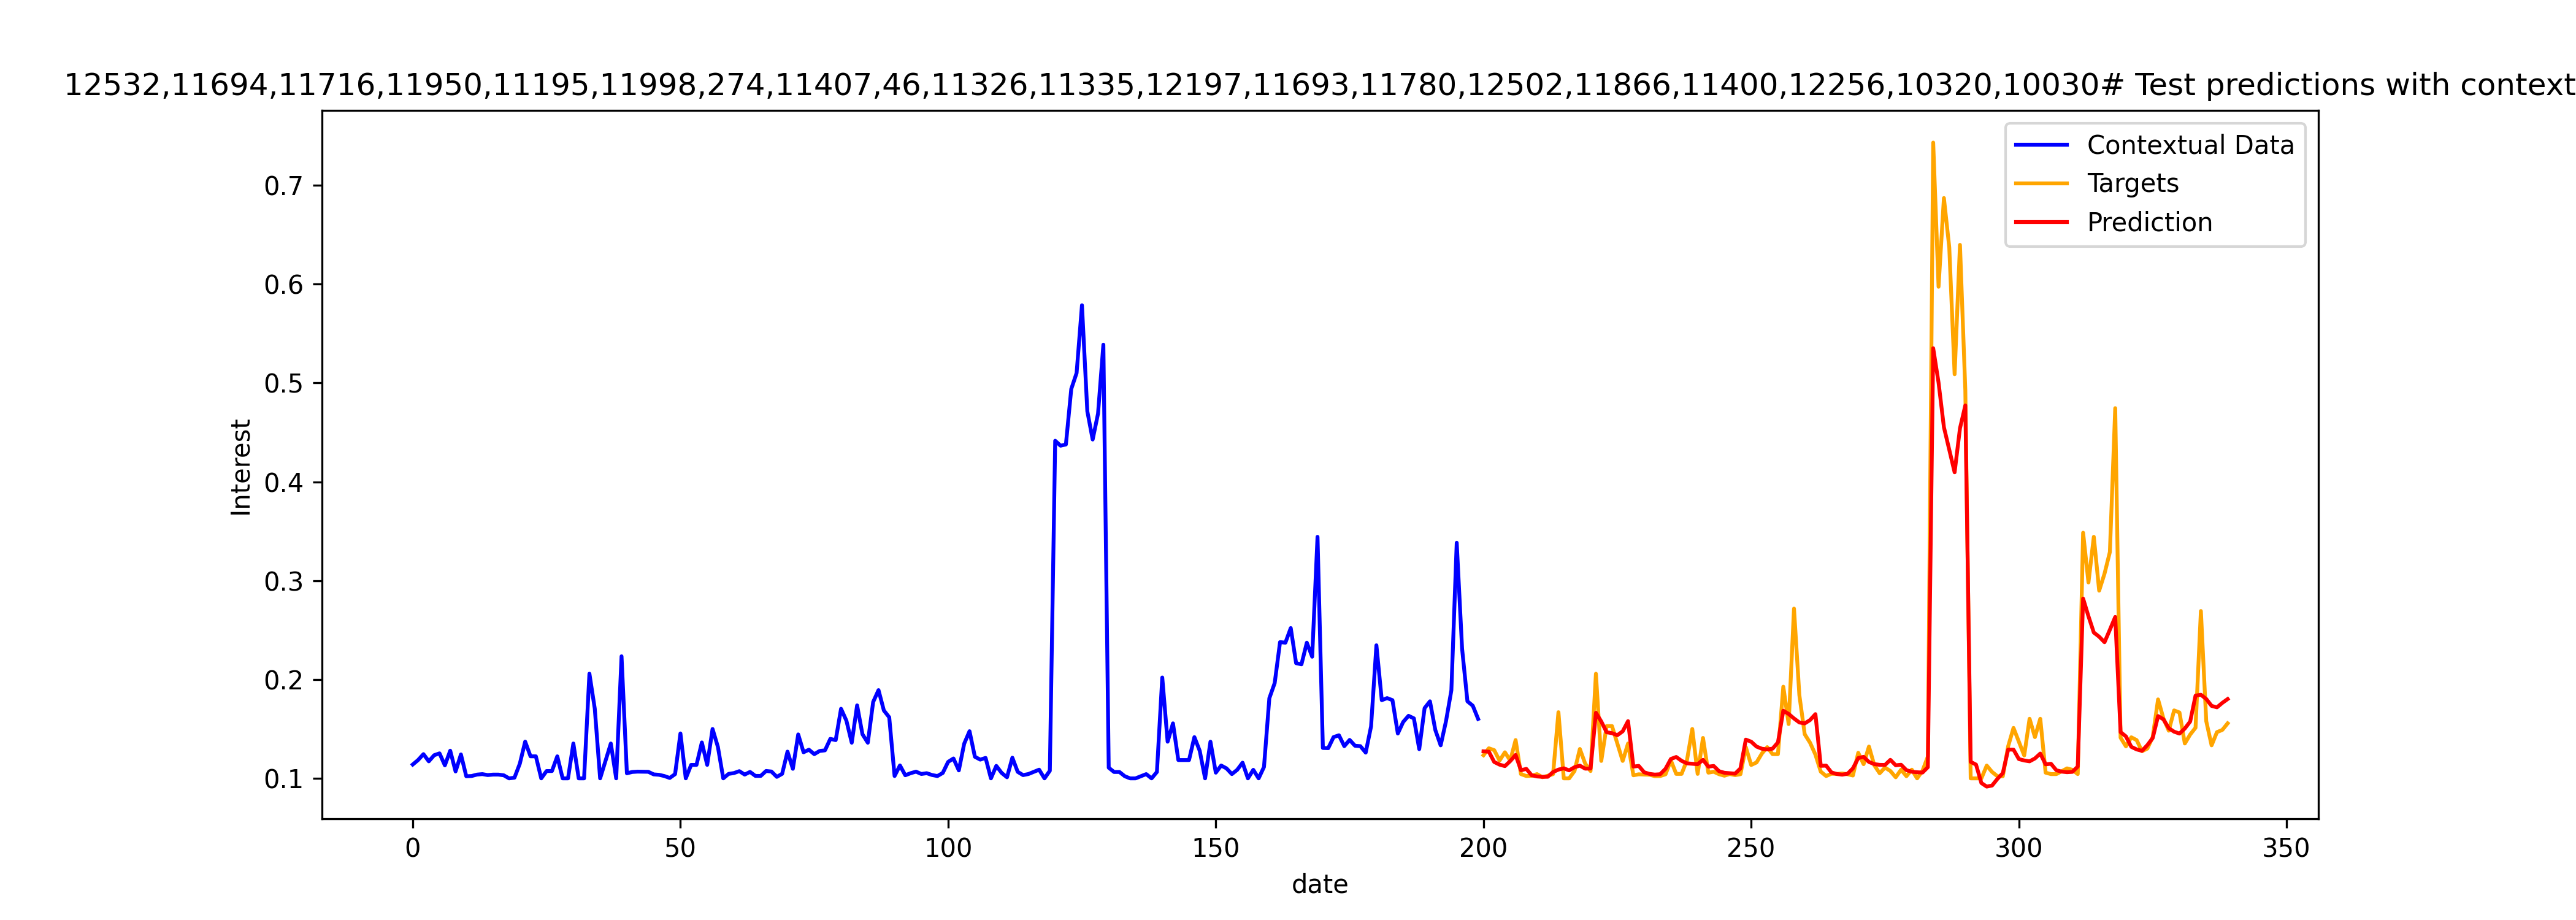 12532,11694,11716,11950,11195,11998,274,11407,46,11326,11335,12197,11693,11780,12502,11866,11400,12256,10320,10030# Test predictions with context
Contextual Data
Targets
Prediction
0.7
0.6
0.5
0.4
0.3
0.2
0.1
Interest
0 50 100 150 200 250 300 350
date